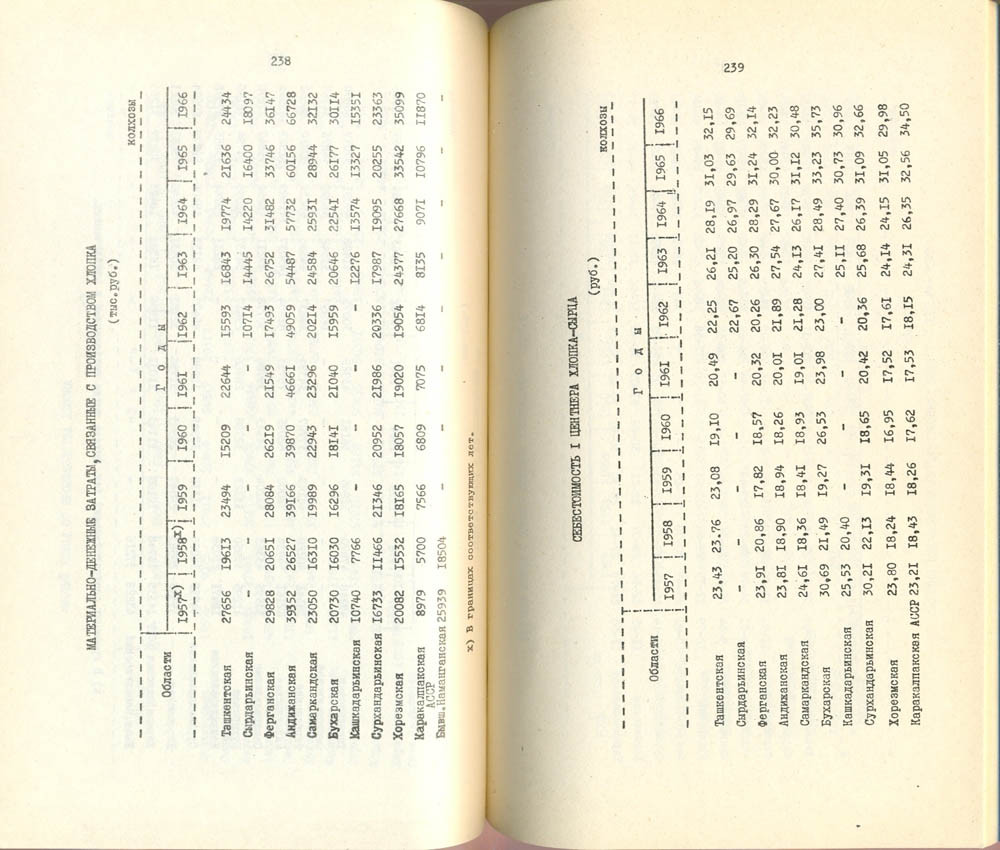 238
МАТЕРИАЛЬНО-ДЕНЕЖНЫЕ ЗАТРАТЫ, СВЯЗАННЫЕ С ПРОИЗВОДСТВОМ ХЛОПКА
(тыс.руб.)
колхозы
Области | Годы
1957х) | 1958х) | 1959 | 1960 | 1961 | 1962 | 1963 | 1964 | 1965 | 1966
Ташкентская 27656 19613 23494 15209 22644 15593 16843 19774 21636 24434
Сырдарьинская - - - - - 10714 14445 14220 16400 18097
Ферганская 29828 20651 28084 26219 21549 17493 26752 31482 33746 36147
Андижанская 39352 26527 39166 39870 46661 49059 54487 57732 60156 66728
Самаркандская 23050 16310 19989 22943 23296 20214 24584 25931 28944 32132
Бухарская 20730 16030 16296 18141 21040 15959 20646 22541 26177 30114
Кашкадарьинская 10740 7766 - - - - 12276 13574 13327 15351
Сурхандарьинская 16733 11466 21346 20952 21986 20336 17987 19095 20255 23363
Хорезмская 20082 15532 18165 18057 19020 19054 24377 27668 33542 35099
Каракалпакская АССР 8979 5700 7566 6809 7075 6814 8135 9071 10796 11870
Бывш.Наманганская 25939 18504 - - - - - - - -
х) В границах соответствующих лет.
239
СЕБЕСТОИМОСТЬ 1 ЦЕНТНЕРА ХЛОПКА-СЫРЦА
(руб.)
колхозы
Области | Годы
1957 | 1958 | 1959 | 1960 | 1961 | 1962 | 1963 | 1964 | 1965 | 1966
Ташкентская 23,43 23.76 23,08 19,10 20,49 22,25 26,21 28,19 31,03 32,15
Сырдарьинская - - - - - 22,67 25,20 26,97 29,63 29,69
Ферганская 23,91 20,86 17,82 18,57 20,32 20,26 26,30 28,29 31,24 32,14
Андижанская 23,81 18,90 18,94 18,26 20,01 21,89 27,54 27,67 30,00 32,23
Самаркандская 24,61 18,36 18,41 18,93 19,01 21,28 24,13 26,17 31,12 30,48
Бухарская 30,69 21,49 19,27 26,53 23,98 23,00 27,41 28,49 33,23 35,73
Кашкадарьинская 25,53 20,40 - - - - 25,11 27,40 30,73 30,96
Сурхандарьинская 30,21 22,13 19,31 18,65 20,42 20,36 25,68 26,39 31,09 32,66
Хорезмская 23,80 18,24 18,44 16,95 17,52 17,61 24,14 24,15 31,05 29,98
Каракалпакская АССР 23,21 18,43 18,26 17,62 17,53 18,15 24,31 26,35 32,56 34,50